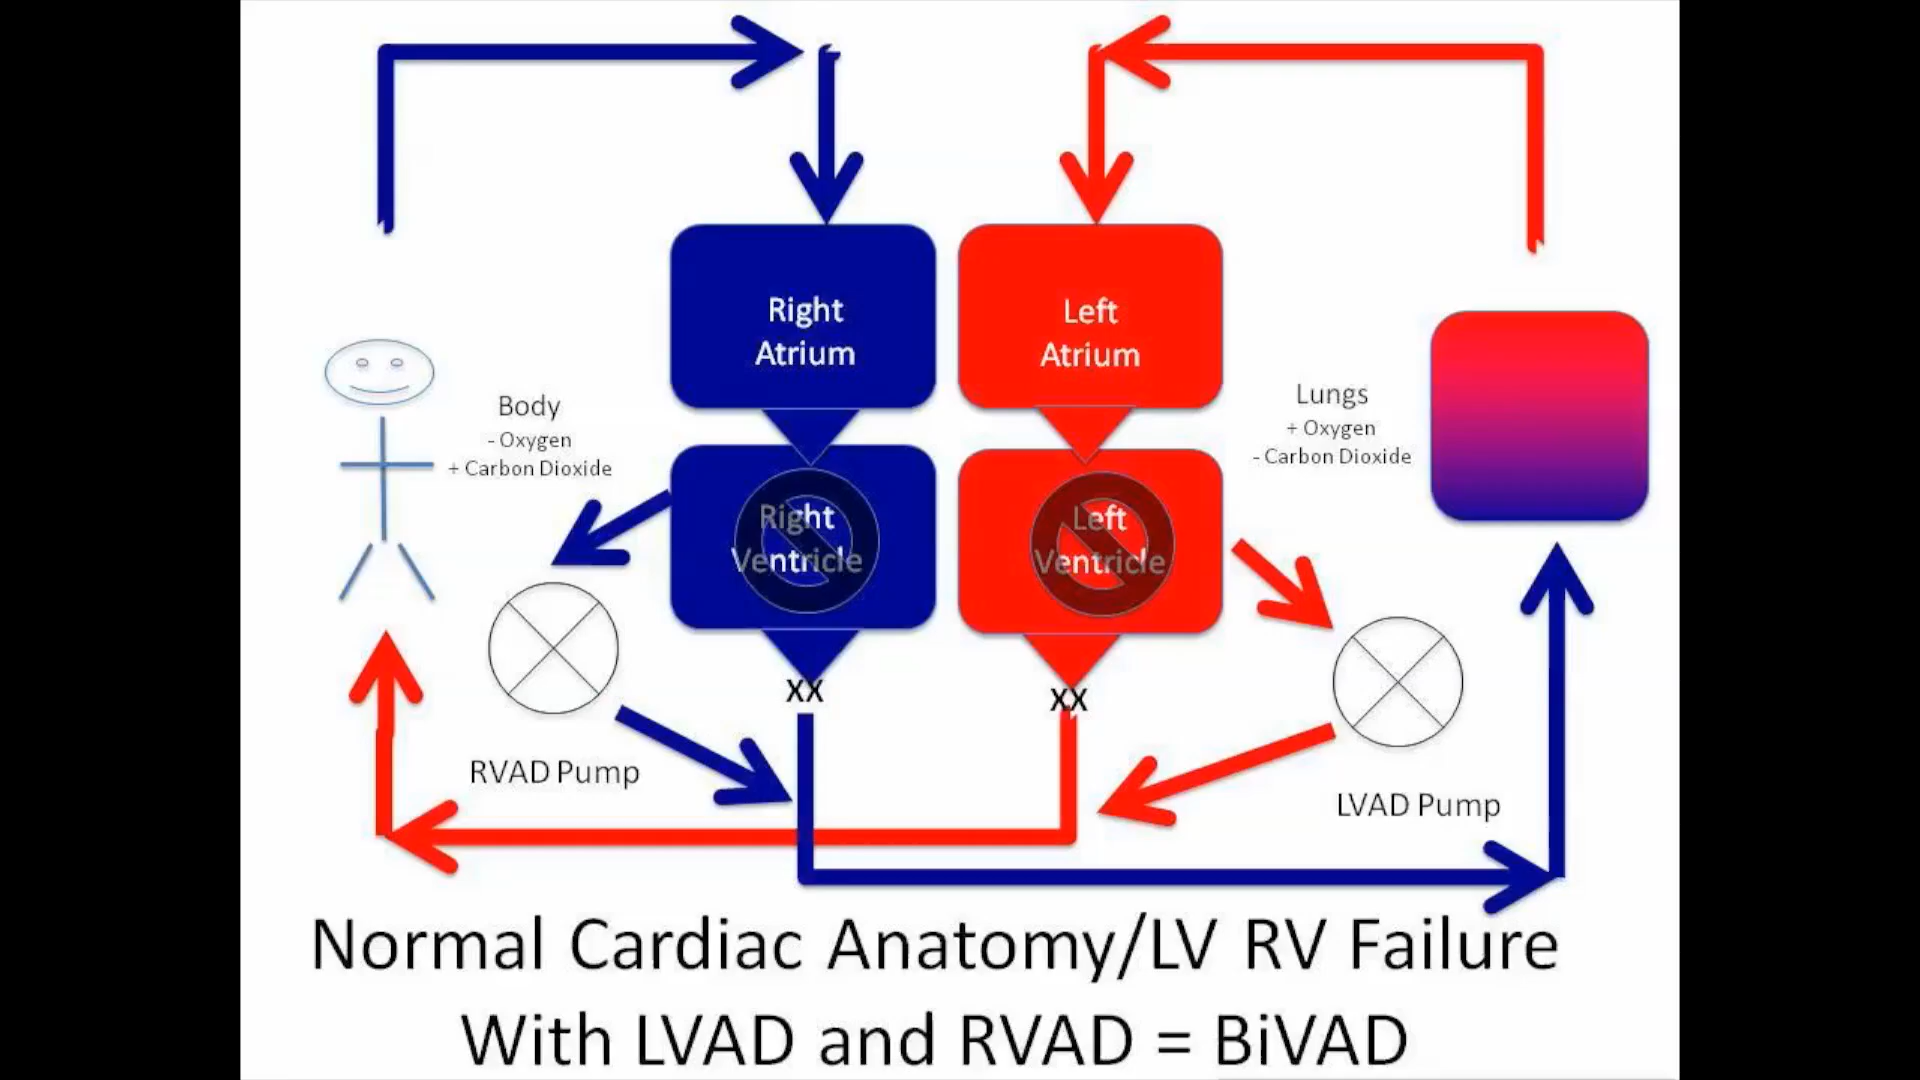 Right
Atrium
Left
Atrium
Body
- Oxygen
+ Carbon Dioxide
Lungs
+ Oxygen
- Carbon Dioxide
Right
Ventricle
Left
Ventricle
XX
XX
RVAD Pump
LVAD Pump
Normal Cardiac Anatomy/LV RV Failure
With LVAD and RVAD = BiVAD